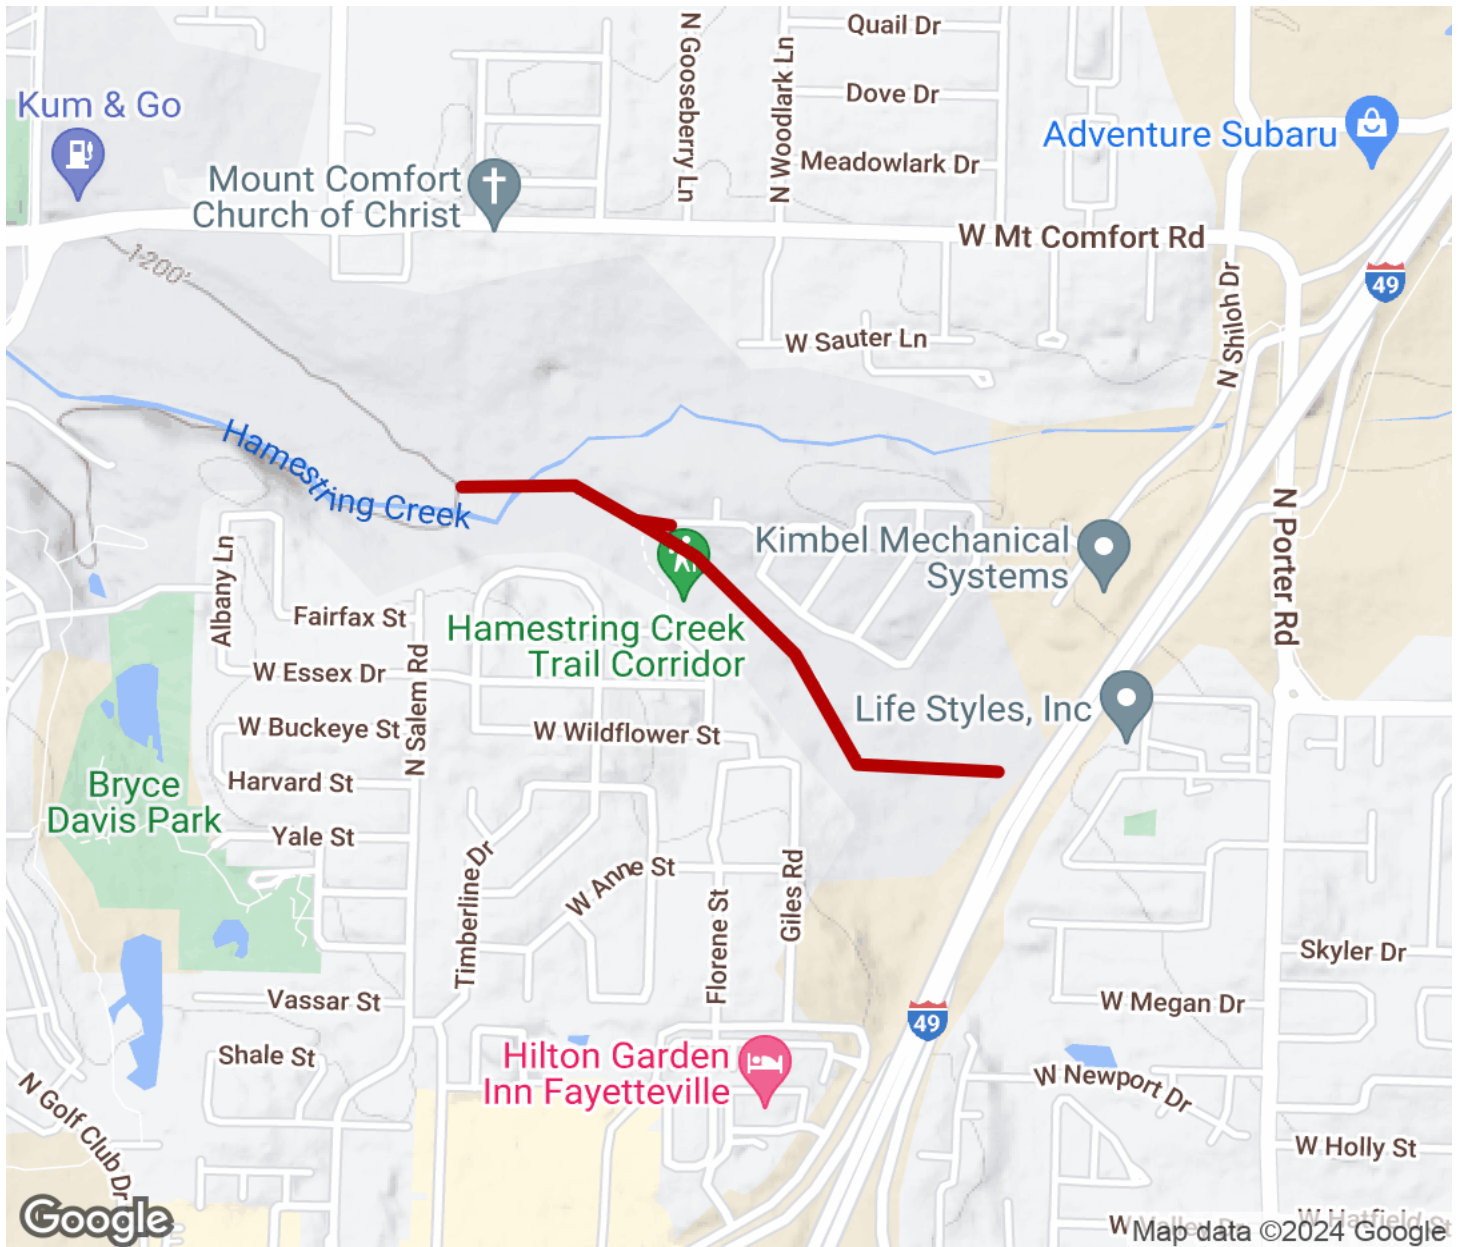 Quail Dr
N Gooseberry Ln
N Woodlark Ln
Dove Dr
Kum & Go
Adventure Subaru
Meadowlark Dr
Mount Comfort
Church of Christ
W Mt Comfort Rd
1200'
49
N Shiloh Dr
W Sauter Ln
Hamestring Creek
Kimbel Mechanical
Systems
N Porter Rd
Albany Ln
Fairfax St
Hamestring Creek
Trail Corridor
W Essex Dr
N Salem Rd
Life Styles, Inc
W Buckeye St
W Wildflower St
Harvard St
Bryce
Davis Park
Yale St
Timberline Dr
W Anne St
Giles Rd
Florene St
Skyler Dr
Vassar St
W Megan Dr
49
Shale St
Hilton Garden
Inn Fayetteville
W Newport Dr
N Golf Club Dr
W Holly St
Google
W Valley Dr
W Hatfield St
Map data ©2024 Google